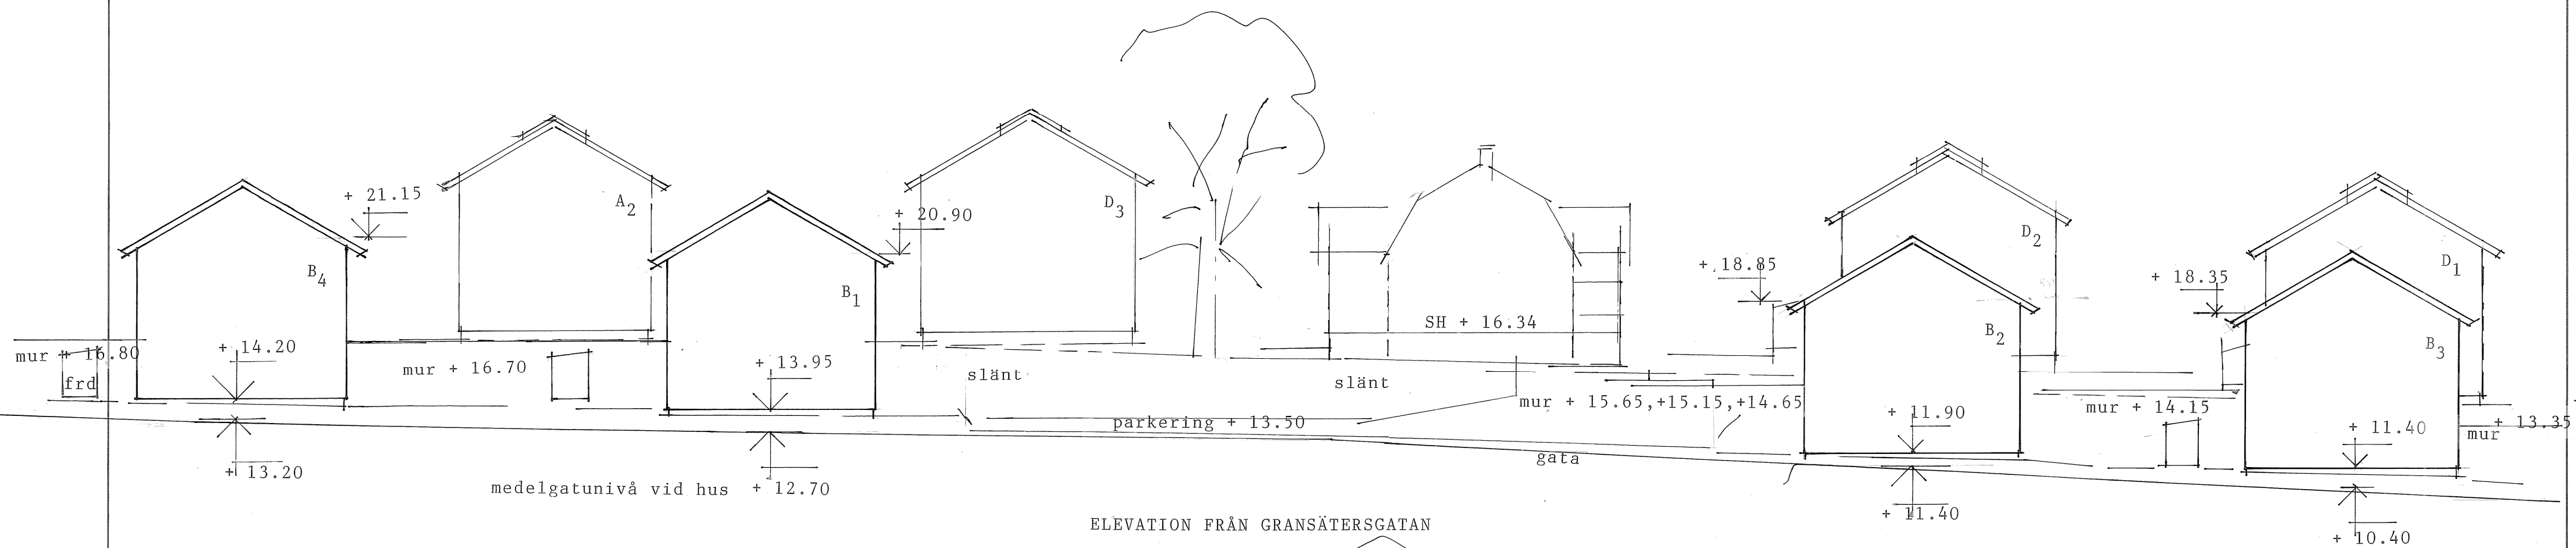 + 21.15
A2
D3
+ 20.90
D2
B4
+ 18.85
D1
+ 18.35
B1
SH + 16.34
B2
B3
mur + 16.80
+ 14.20
mur + 16.70
+ 13.95
slänt
slänt
frd
mur + 15.65,+15.15,+14.65
+ 11.90
mur + 14.15
parkering + 13.50
+ 11.40
mur + 13.35
gata
+ 13.20
medelgatunivå vid hus + 12.70
+ 11.40
+ 10.40
ELEVATION FRÅN GRANSÄTERSGATAN